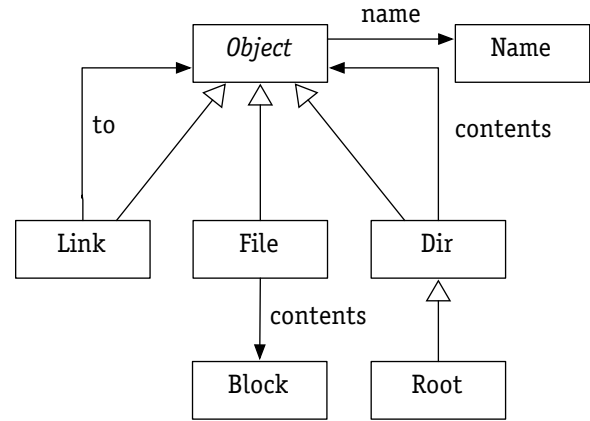 name
Object
Name
to
contents
Link
File
Dir
contents
Block
Root